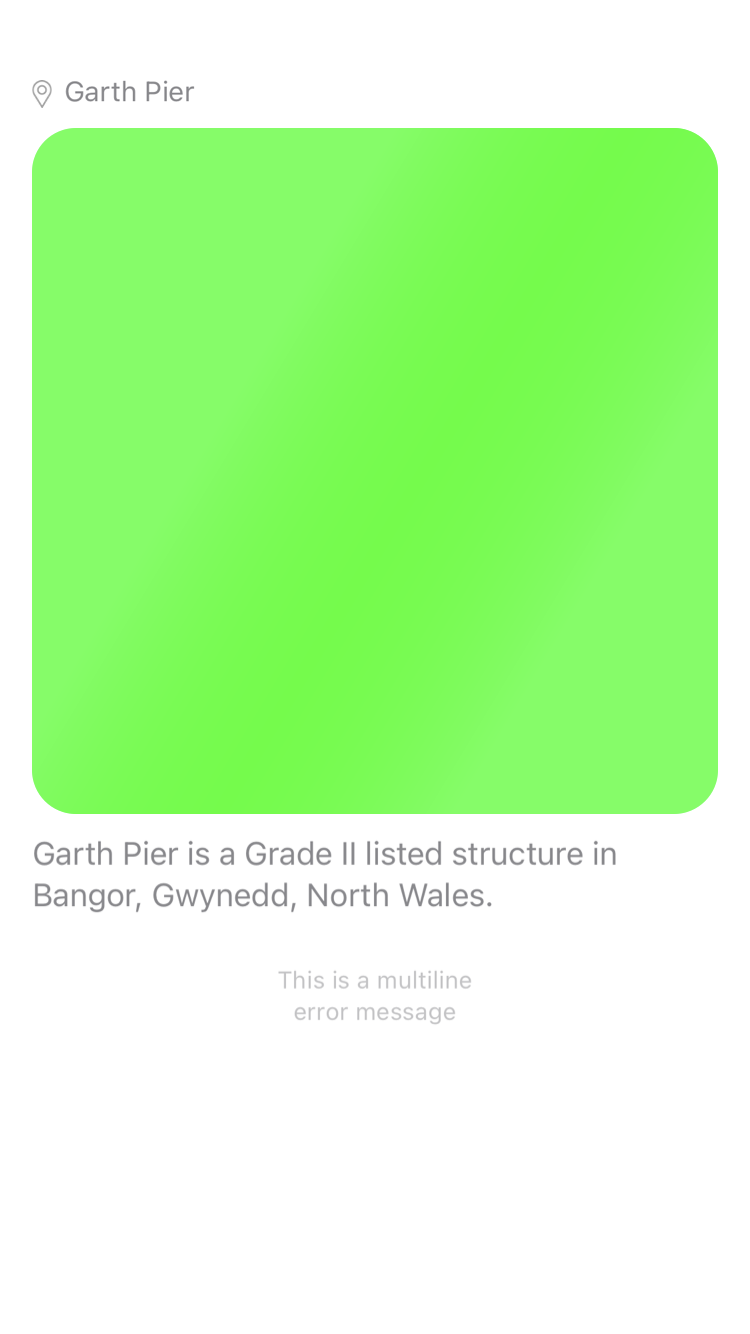 Garth Pier
Garth Pier is a Grade II listed structure in
Bangor, Gwynedd, North Wales.
This is a multiline
error message